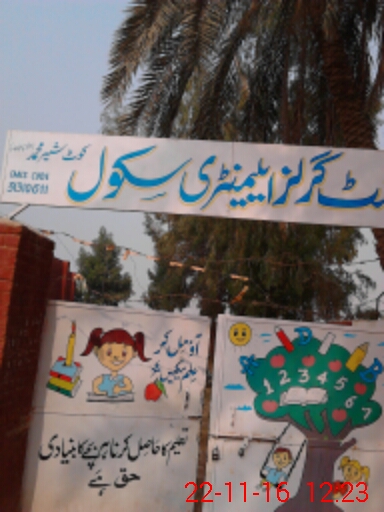 گرلز ایلیمینٹری سکول
کوٹ شیر محمد
EMIS CODE
آؤ مل کر
علم سیکھیں
تعلیم کا حاصل کرنا ہر بچے کا بنیادی
حق ہے
1 2 3 4 5 6 7
22-11-16 12:23